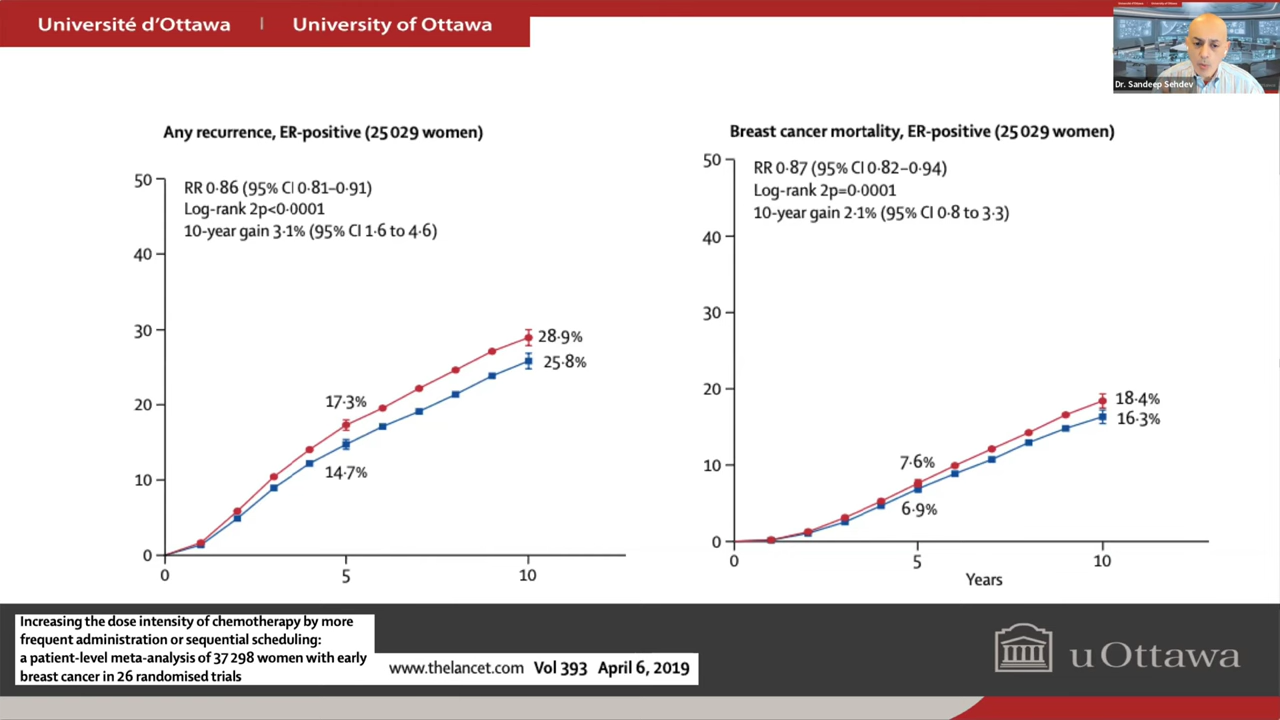 Université d'Ottawa | University of Ottawa
Dr. Sandeep Sehdev
Any recurrence, ER-positive (25 029 women)
RR 0·86 (95% CI 0·81–0·91)
Log-rank 2p<0·0001
10-year gain 3·1% (95% CI 1·6 to 4·6)
50
40
30
20
10
0
28·9%
25·8%
17·3%
14·7%
0
5
10
Breast cancer mortality, ER-positive (25 029 women)
RR 0·87 (95% CI 0·82–0·94)
Log-rank 2p=0·0001
10-year gain 2·1% (95% CI 0·8 to 3·3)
50
40
30
20
10
0
18·4%
16·3%
7·6%
6·9%
0
5
10
Years
Increasing the dose intensity of chemotherapy by more
frequent administration or sequential scheduling:
a patient-level meta-analysis of 37 298 women with early
breast cancer in 26 randomised trials
www.thelancet.com Vol 393 April 6, 2019
uOttawa